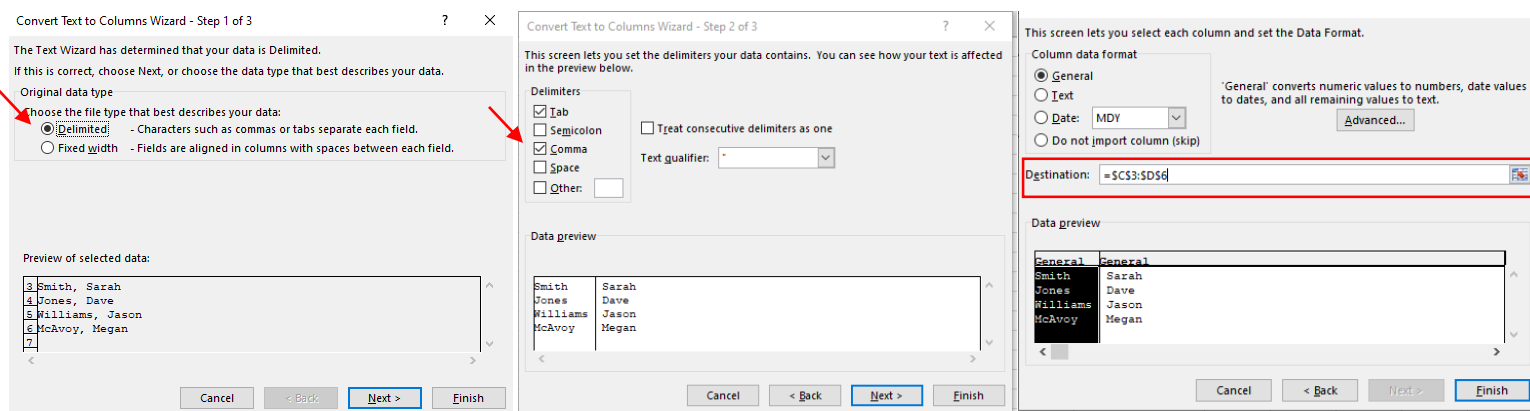 Convert Text to Columns Wizard - Step 1 of 3 ? ×
The Text Wizard has determined that your data is Delimited.
If this is correct, choose Next, or choose the data type that best describes your data.
Original data type
Choose the file type that best describes your data:
Delimited - Characters such as commas or tabs separate each field.
Fixed width - Fields are aligned in columns with spaces between each field.
Preview of selected data:
3 Smith, Sarah
4 Jones, Dave
5 Williams, Jason
6 McAvoy, Megan
7
Cancel < Back Next > Finish
Convert Text to Columns Wizard - Step 2 of 3 ? ×
This screen lets you set the delimiters your data contains. You can see how your text is affected
in the preview below.
Delimiters
Tab
Semicolon
Comma
Space
Other:
Treat consecutive delimiters as one
Text qualifier: "
Data preview
Smith Sarah
Jones Dave
Williams Jason
McAvoy Megan
Cancel < Back Next > Finish
This screen lets you select each column and set the Data Format.
Column data format
General
Text
Date: MDY
Do not import column (skip)
'General' converts numeric values to numbers, date values
to dates, and all remaining values to text.
Advanced...
Destination: =$C$3:$D$6
Data preview
General General
Smith Sarah
Jones Dave
Williams Jason
McAvoy Megan
Cancel < Back Next > Finish